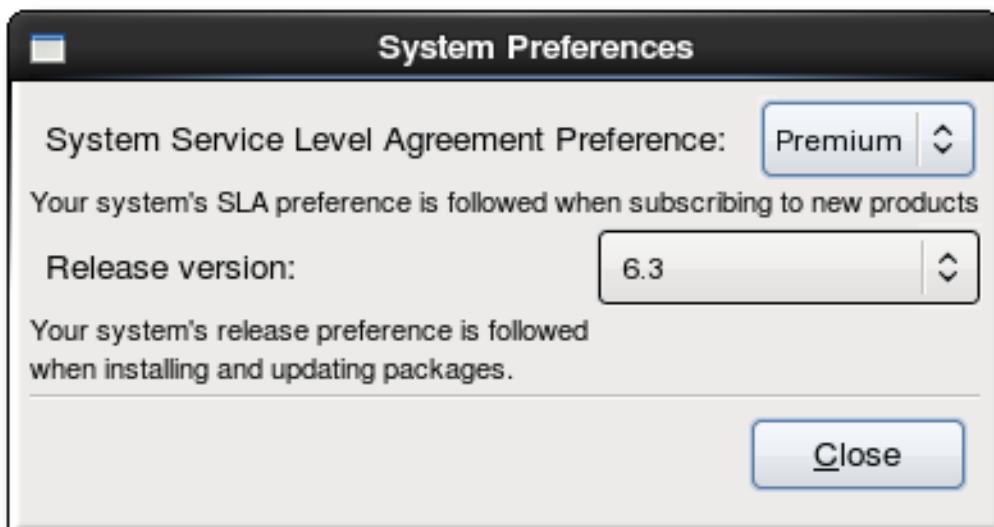 System Preferences
System Service Level Agreement Preference: Premium
Your system's SLA preference is followed when subscribing to new products
Release version: 6.3
Your system's release preference is followed
when installing and updating packages.
Close